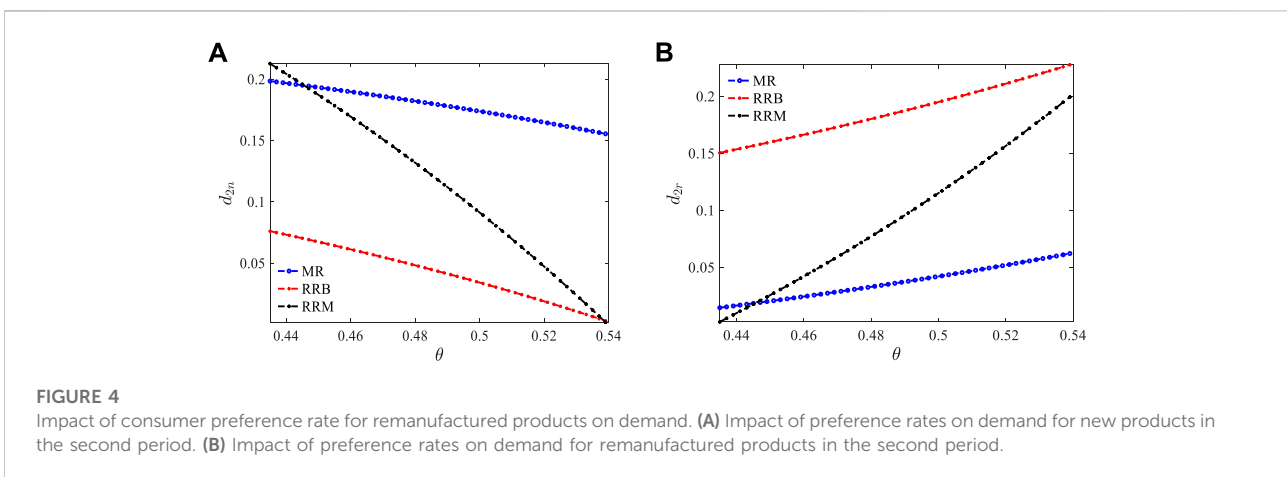 A
B
0.2
0.15
0.1
0.05
d2n
MR
RRB
RRM
0.44
0.46
0.48
0.5
0.52
0.54
θ
0.2
0.15
0.1
0.05
d2r
MR
RRB
RRM
0.44
0.46
0.48
0.5
0.52
0.54
θ
FIGURE 4
Impact of consumer preference rate for remanufactured products on demand. (A) Impact of preference rates on demand for new products in
the second period. (B) Impact of preference rates on demand for remanufactured products in the second period.